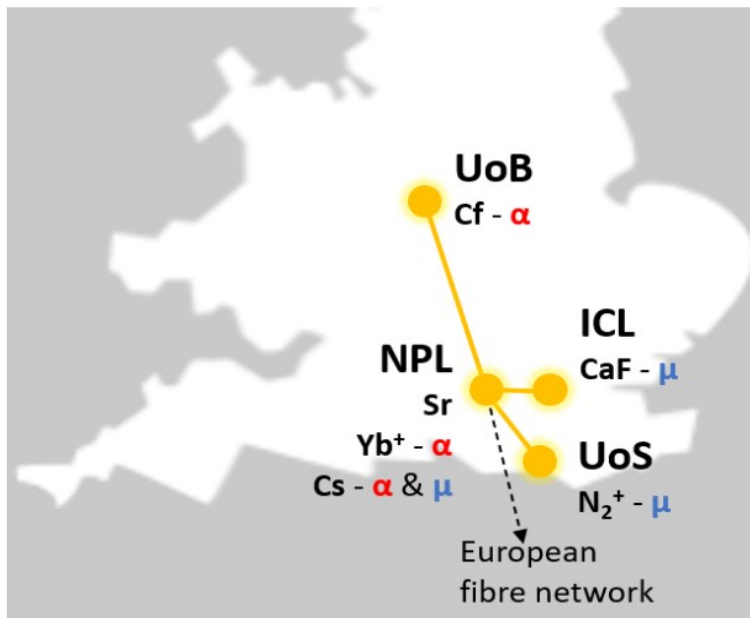 UoB
Cf - α
ICL
CaF - μ
NPL
Sr
Yb⁺ - α
Cs - α & μ
UoS
N₂⁺ - μ
European
fibre network